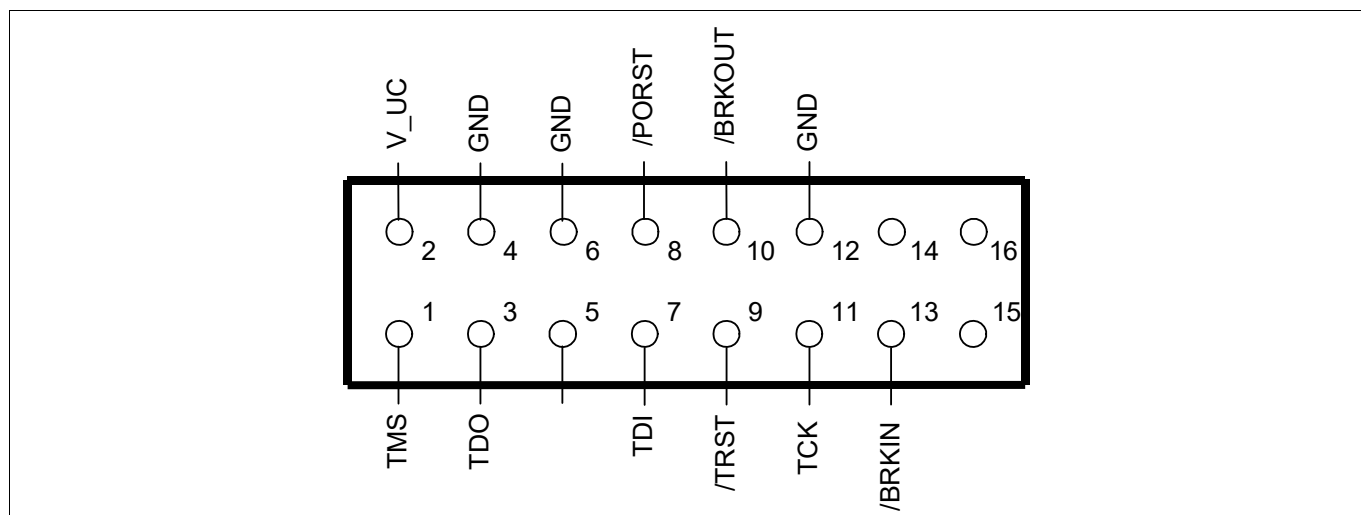 V_UC GND GND /PORST /BRKOUT GND
2 4 6 8 10 12 14 16
1 3 5 7 9 11 13 15
TMS TDO TDI /TRST TCK /BRKIN